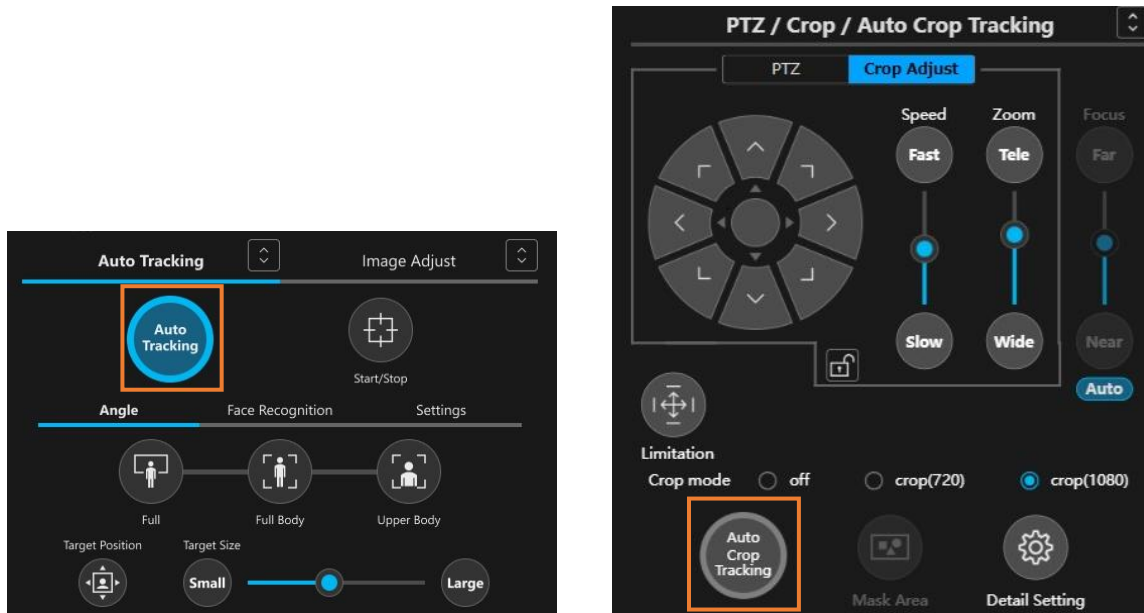 Auto Tracking
Image Adjust
Auto
Tracking
Start/Stop
Angle
Face Recognition
Settings
Full
Full Body
Upper Body
Target Position
Target Size
Small
Large
PTZ / Crop / Auto Crop Tracking
PTZ
Crop Adjust
Speed
Zoom
Focus
Fast
Tele
Far
Slow
Wide
Near
Auto
Limitation
Crop mode
off
crop(720)
crop(1080)
Auto
Crop
Tracking
Mask Area
Detail Setting